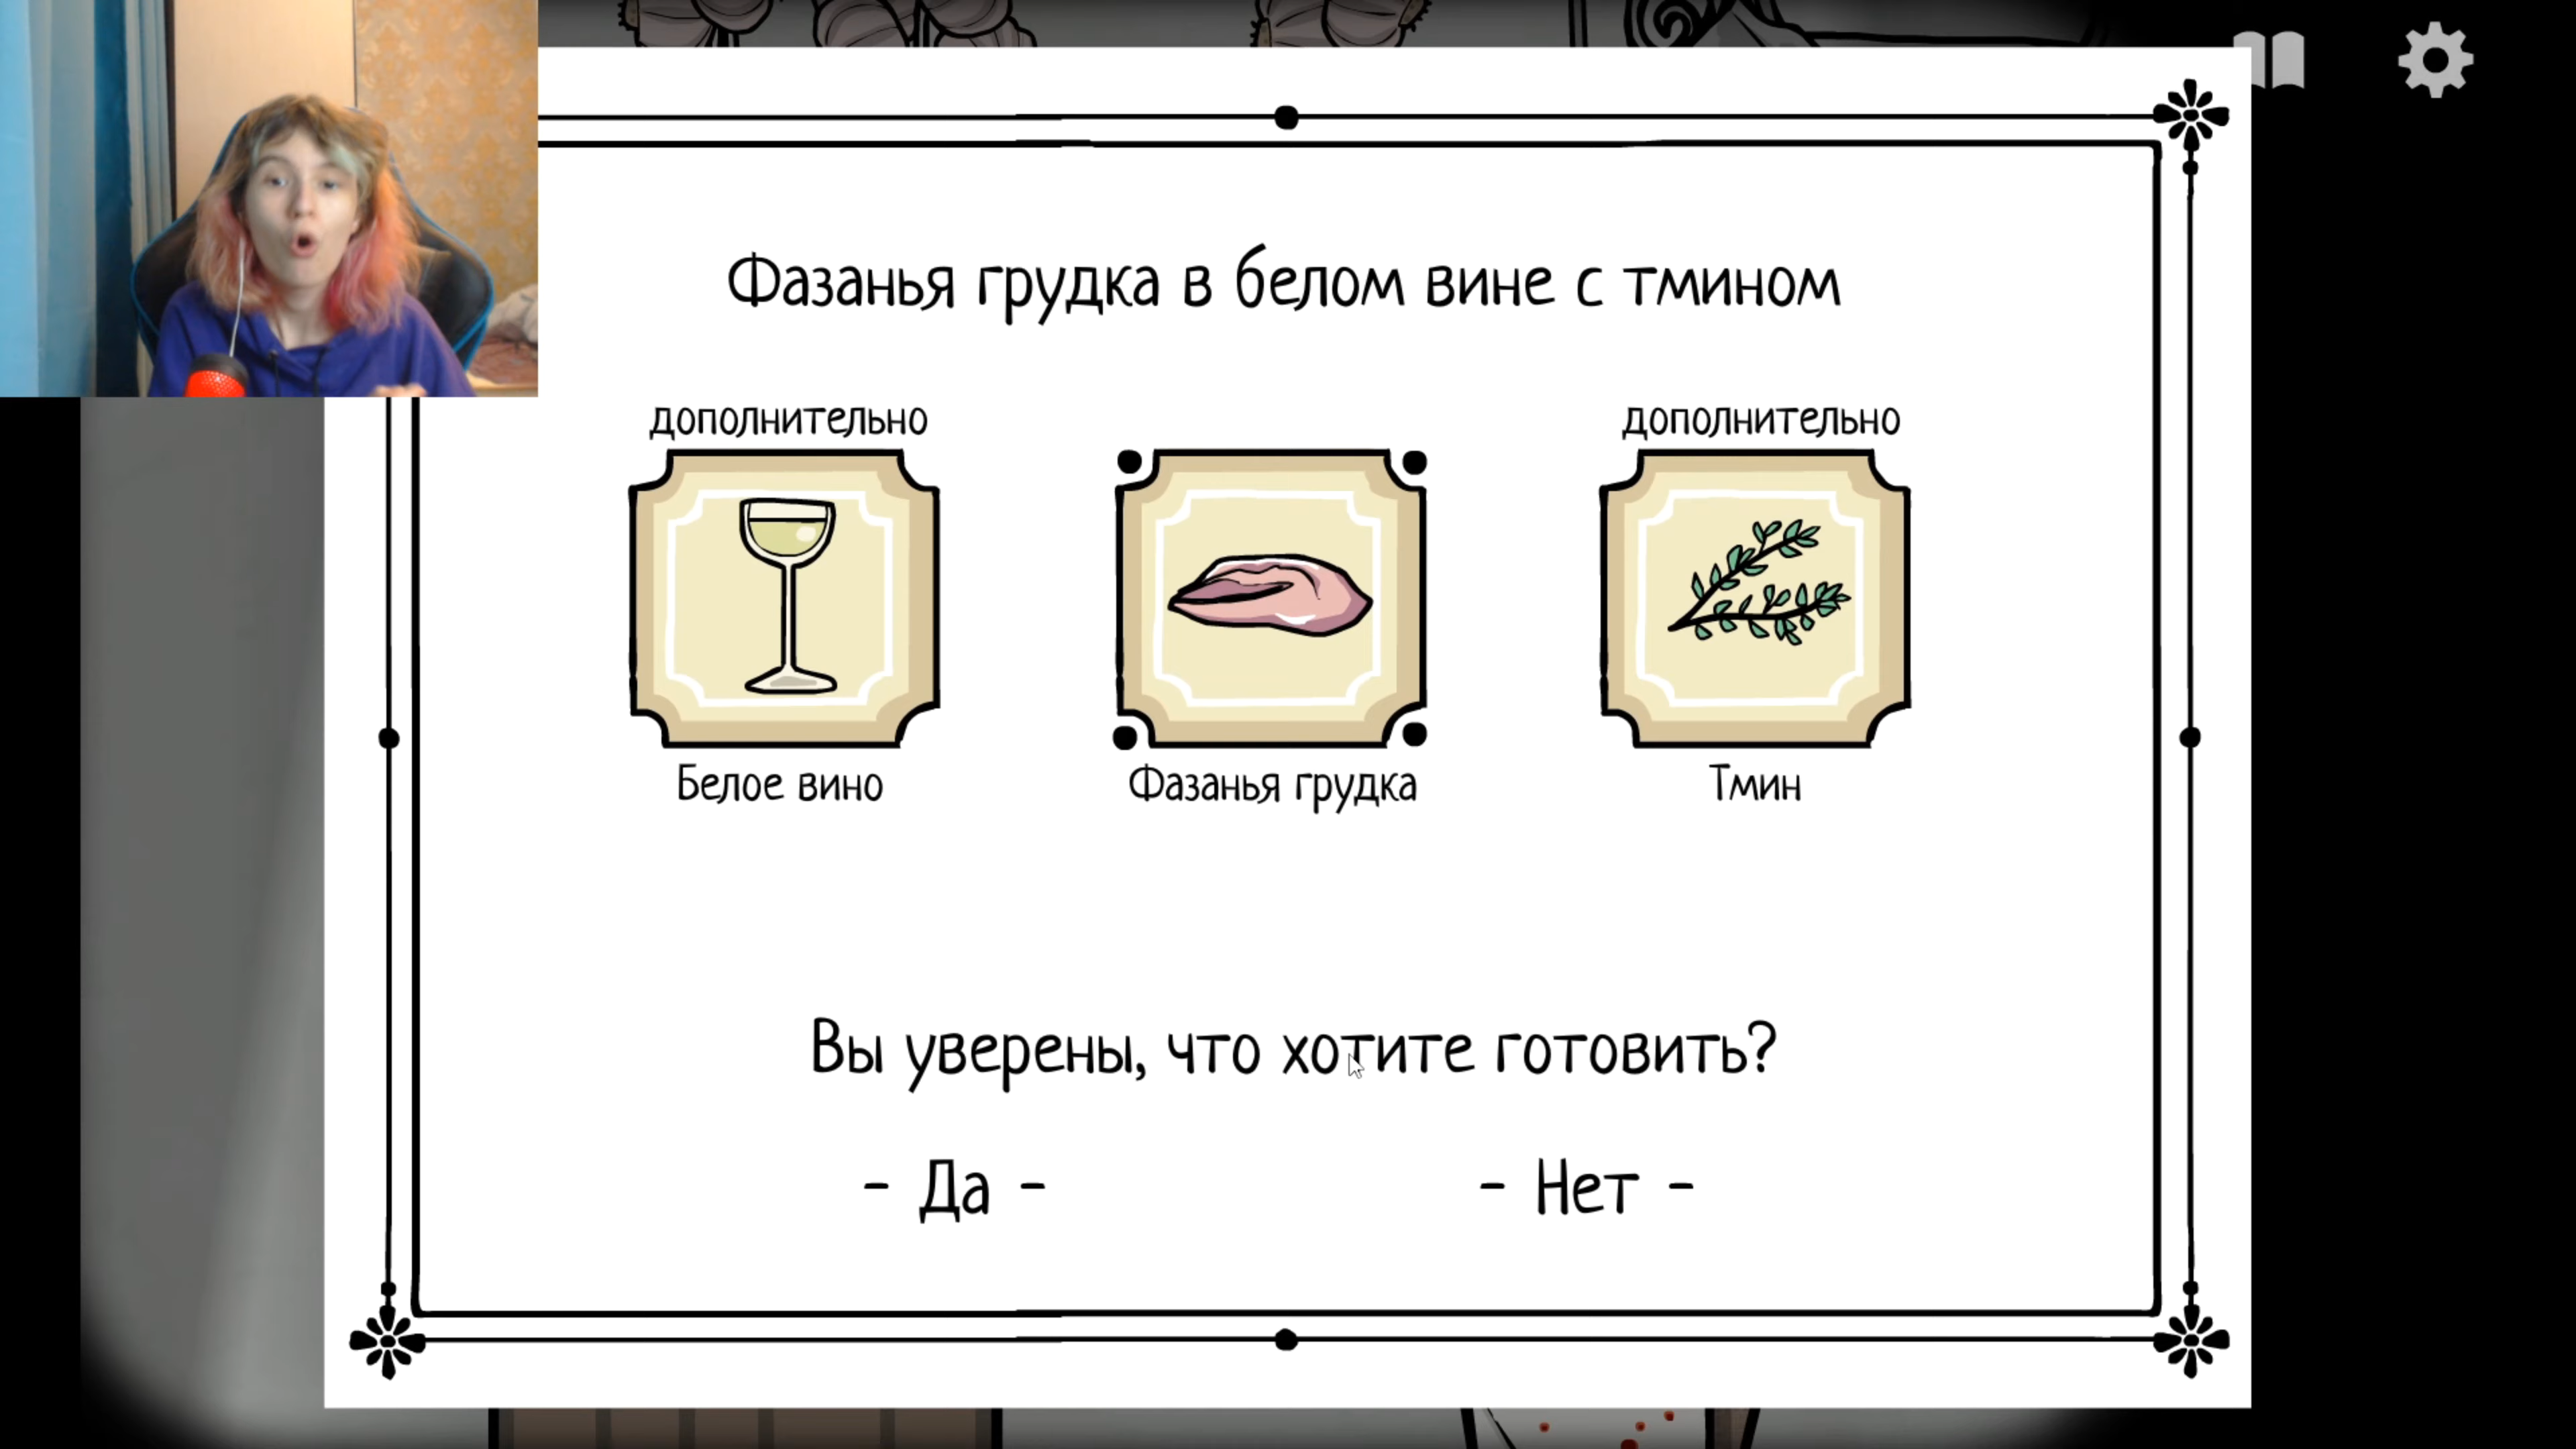 Фазанья грудка в белом вине с тмином
дополнительно
дополнительно
Белое вино
Фазанья грудка
Тмин
Вы уверены, что хотите готовить?
- Да -
- Нет -